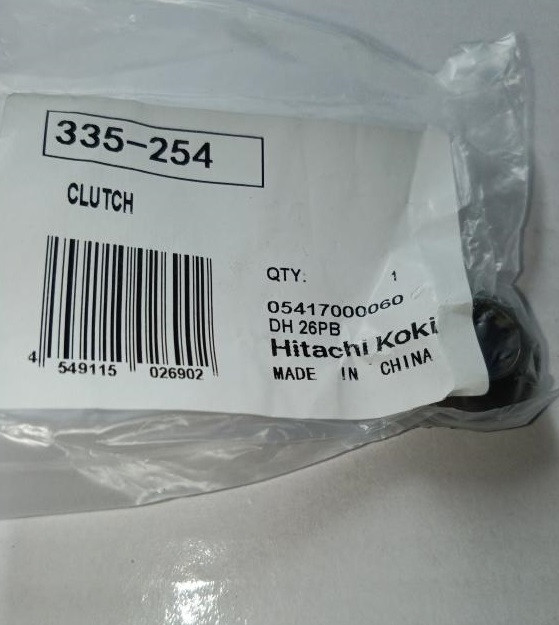 335-254
CLUTCH
QTY: 1
05417000060
DH 26PB
Hitachi Koki
MADE IN CHINA
4 549115 026902